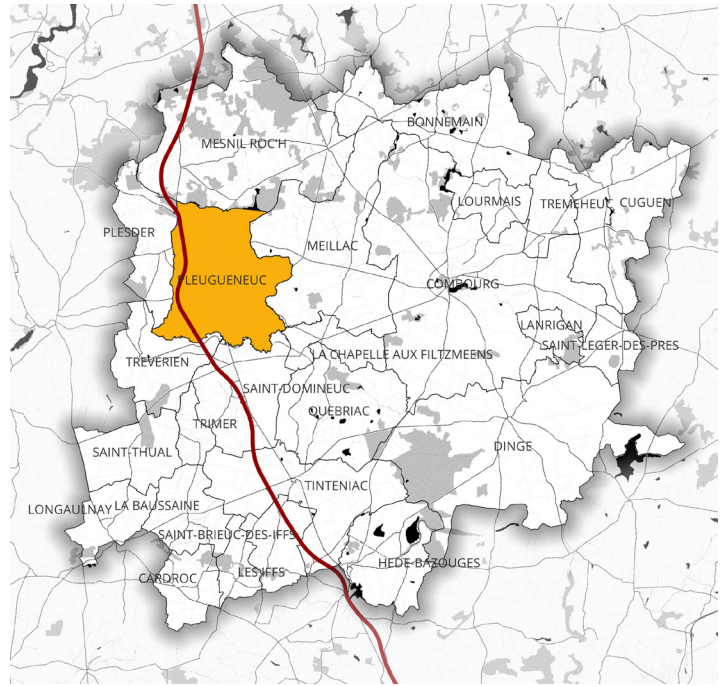 BONNEMAIN
MESNIL ROC'H
LOURMAIS
TREMEHEUC
CUGUEN
PLESDER
MEILLAC
PLEUGUENEUC
COMBOURG
LANRIGAN
SAINT-LEGER-DES-PRES
LA CHAPELLE AUX FILTZMEENS
TREVERIEN
SAINT-DOMINEUC
QUEBRIAC
TRIMER
DINGE
SAINT-THUAL
TINTENIAC
LA BAUSSAINE
LONGAULNAY
SAINT-BRIEUC-DES-IFFS
HEDE-BAZOUGES
LES IFFS
CARDROC